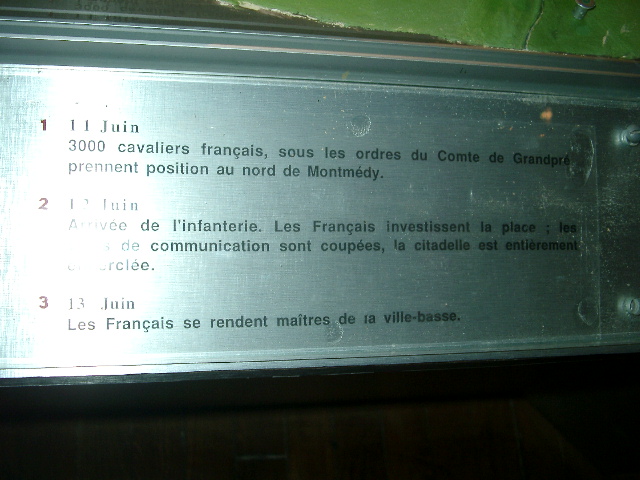 1 11 Juin
3000 cavaliers français, sous les ordres du Comte de Grandpré
prennent position au nord de Montmédy.
2 12 Juin
Arrivée de l'infanterie. Les Français investissent la place ; les
de communication sont coupées, la citadelle est entièrement
encerclée.
3 13 Juin
Les Français se rendent maîtres de la ville-basse.